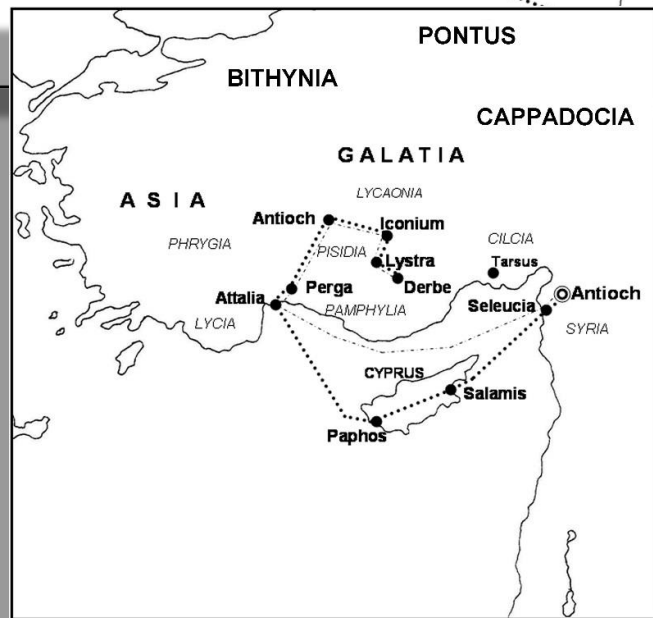 PONTUS
BITHYNIA
CAPPADOCIA
GALATIA
LYCAONIA
ASIA
Antioch
Iconium
PHRYGIA
PISIDIA
CILCIA
Lystra
Tarsus
Perga
Derbe
Antioch
Attalia
PAMPHYLIA
Seleucia
LYCIA
SYRIA
CYPRUS
Salamis
Paphos